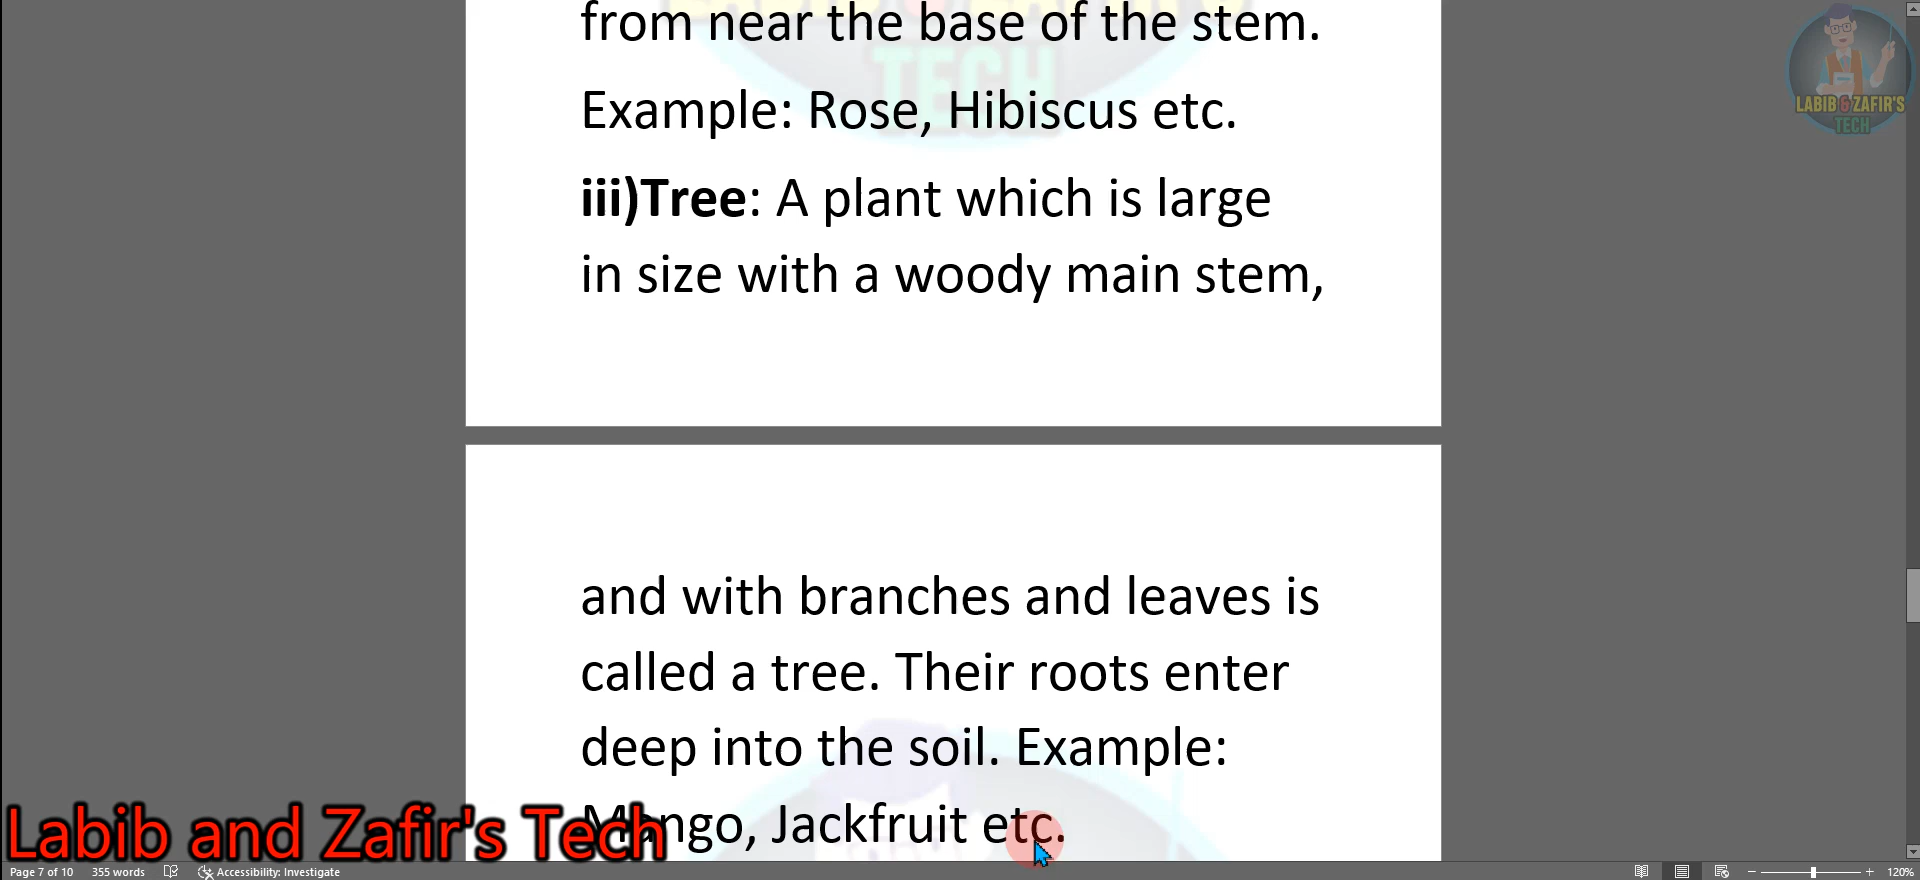 from near the base of the stem.
Example: Rose, Hibiscus etc.
iii)Tree: A plant which is large
in size with a woody main stem,
and with branches and leaves is
called a tree. Their roots enter
deep into the soil. Example:
Mango, Jackfruit etc.
Labib and Zafir's Tech
LABIB & ZAFIR'S
TECH
TECH
Page 7 of 10
355 words
Accessibility: Investigate
120%